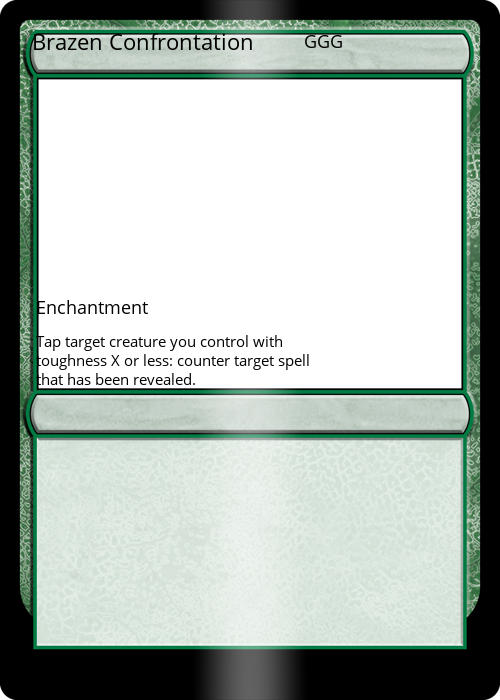 Brazen Confrontation GGG
Enchantment
Tap target creature you control with
toughness X or less: counter target spell
that has been revealed.